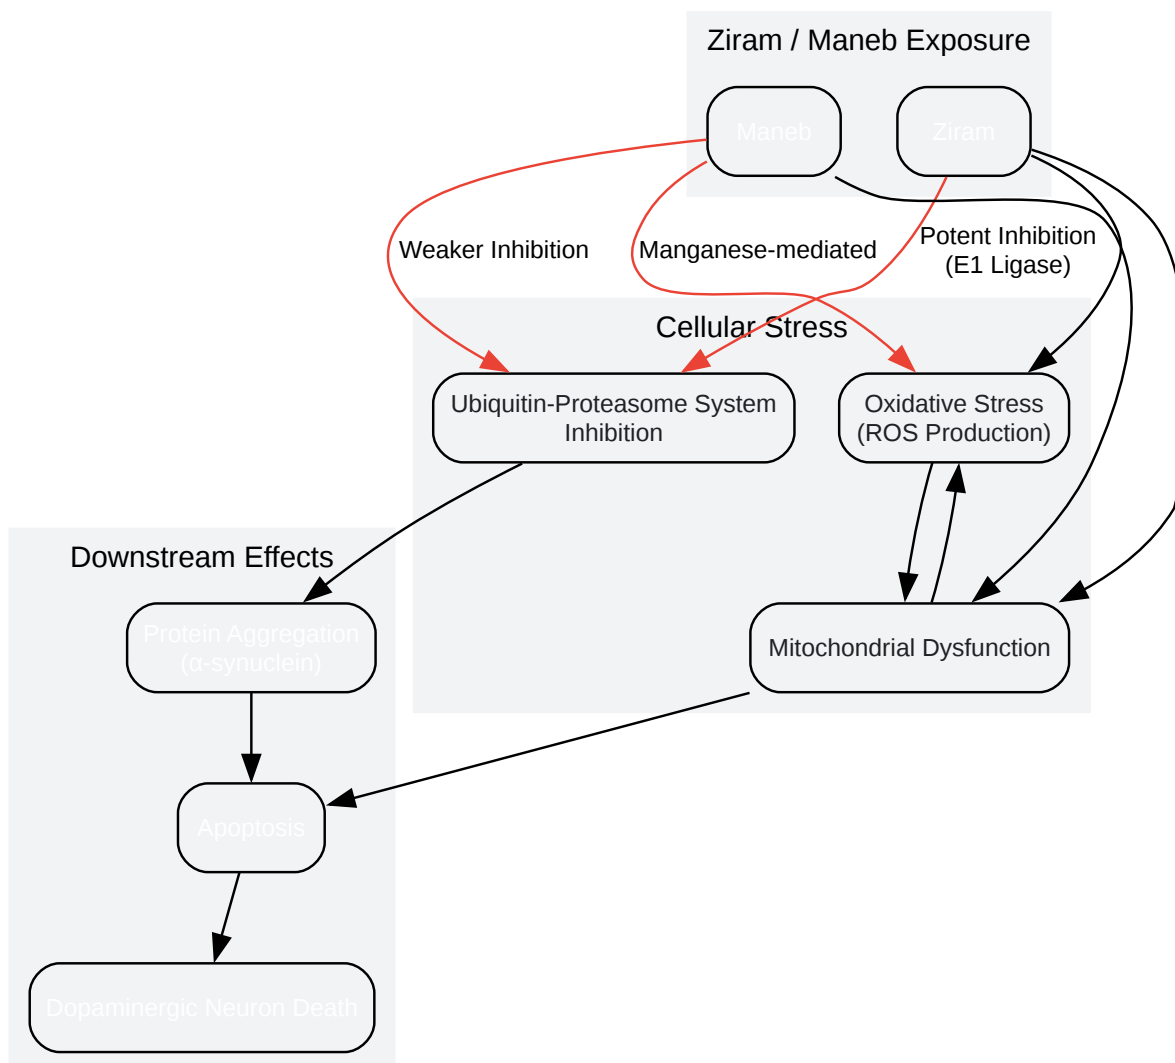 Ziram / Maneb Exposure
Maneb
Ziram
Weaker Inhibition
Manganese-mediated
Potent Inhibition
(E1 Ligase)
Cellular Stress
Ubiquitin-Proteasome System
Inhibition
Oxidative Stress
(ROS Production)
Downstream Effects
Protein Aggregation
(α-synuclein)
Mitochondrial Dysfunction
Apoptosis
Dopaminergic Neuron Death